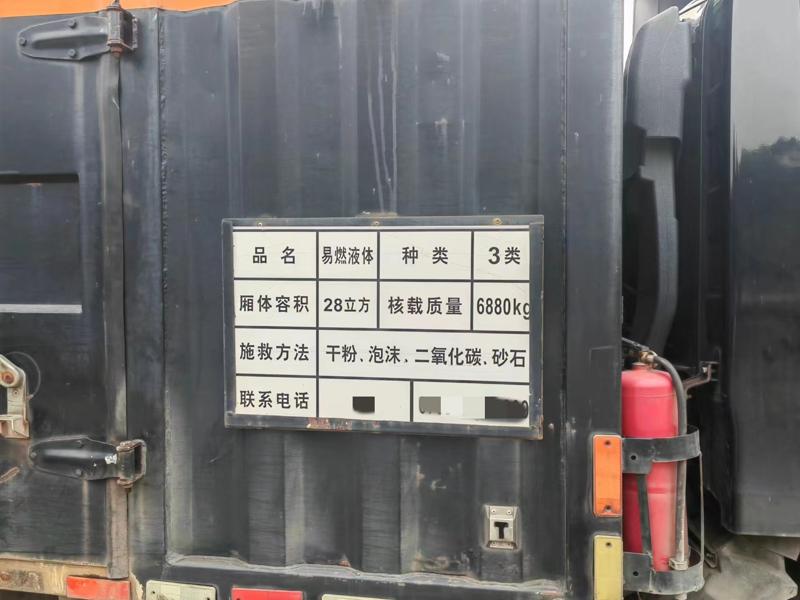 品名 易燃液体 种类 3类
厢体容积 28立方 核载质量 6880kg
施救方法 干粉、泡沫、二氧化碳、砂石
联系电话
T